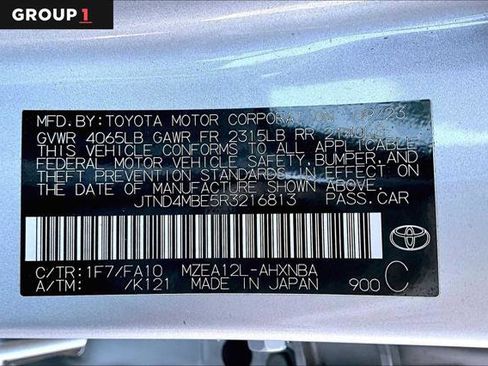 GROUP 1
MFD. BY: TOYOTA MOTOR CORPORATION
GVWR 4065LB GAWR FR 2315LB RR
THIS VEHICLE CONFORMS TO ALL APPLICABLE
FEDERAL MOTOR VEHICLE SAFETY, BUMPER, AND
THEFT PREVENTION STANDARDS IN EFFECT ON
THE DATE OF MANUFACTURE SHOWN ABOVE.
JTND4MBE5R3216813 PASS.CAR
C/TR: 1F7/FA10 MZEA12L-AHXNBA
A/TM: /K121 MADE IN JAPAN 900 C
TOYOTA